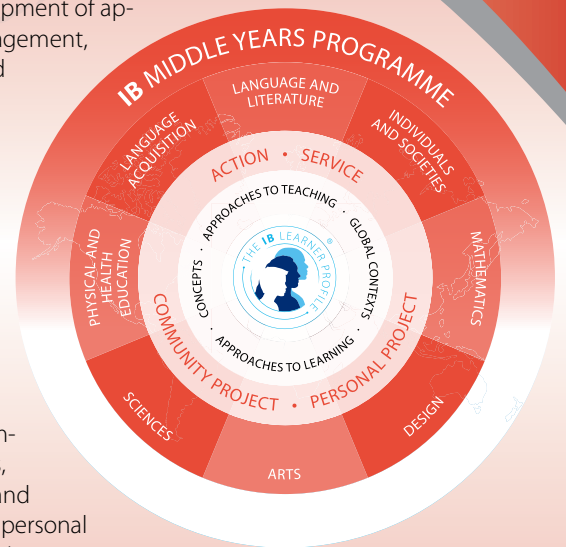 pment of ap-
agement,
d
IB MIDDLE YEARS PROGRAMME
LANGUAGE AND
LITERATURE
INDIVIDUALS
AND SOCIETIES
MATHEMATICS
DESIGN
ARTS
SCIENCES
PHYSICAL AND
HEALTH
EDUCATION
LANGUAGE
ACQUISITION
ACTION • SERVICE
PERSONAL PROJECT
• COMMUNITY PROJECT
APPROACHES TO TEACHING ·
GLOBAL CONTEXTS ·
APPROACHES TO LEARNING ·
CONCEPTS ·
THE IB LEARNER PROFILE ®
n-
,
and
personal